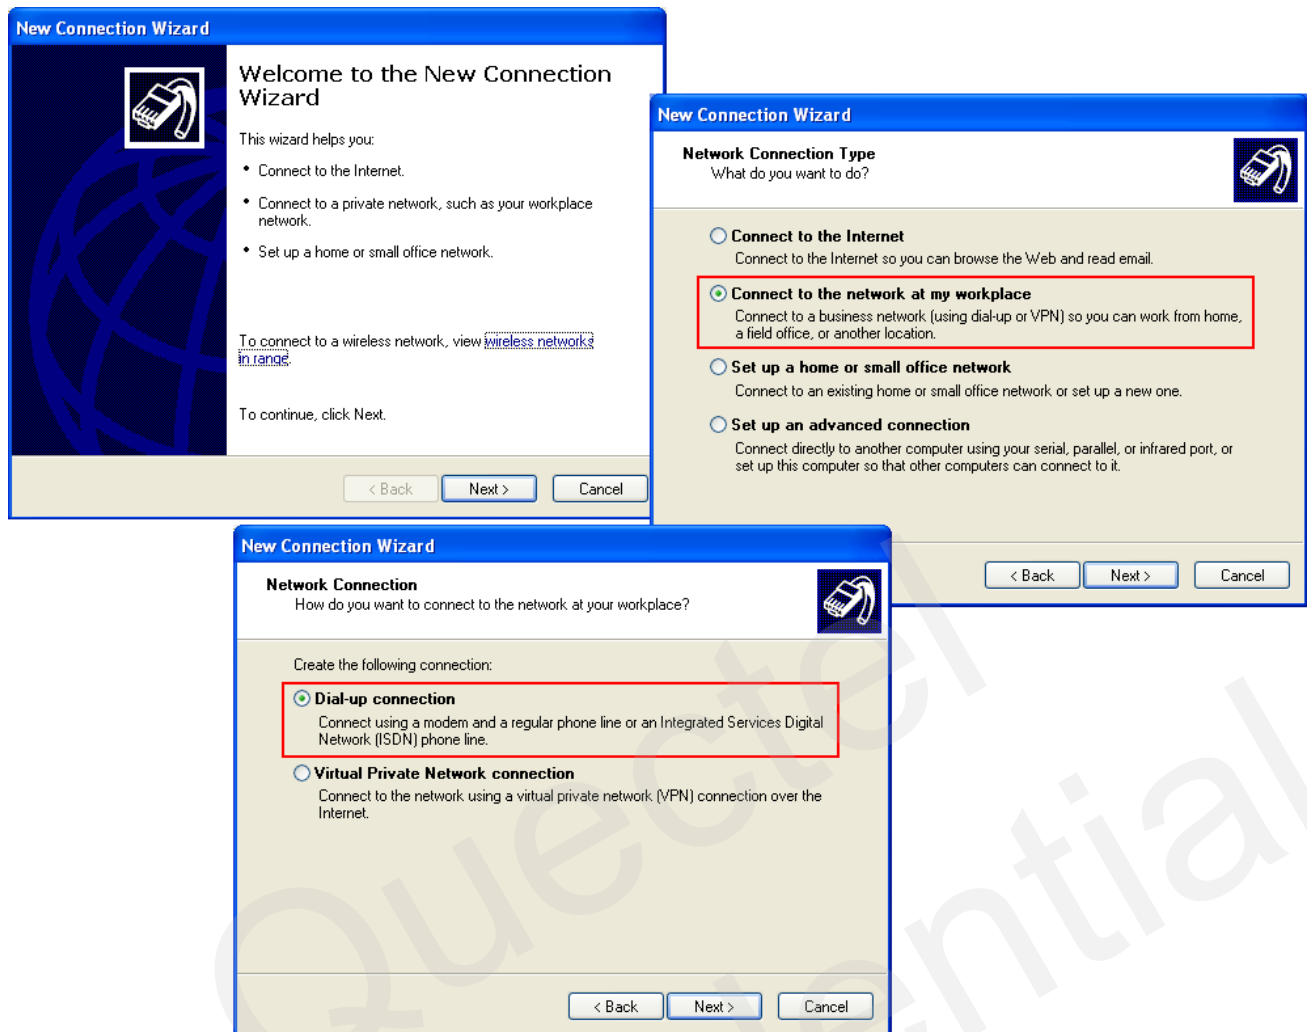 New Connection Wizard
Welcome to the New Connection
Wizard
This wizard helps you:
• Connect to the Internet.
• Connect to a private network, such as your workplace
network.
• Set up a home or small office network.
To connect to a wireless network, view wireless networks
in range.
To continue, click Next.
< Back Next > Cancel
New Connection Wizard
Network Connection Type
What do you want to do?
Connect to the Internet
Connect to the Internet so you can browse the Web and read email.
Connect to the network at my workplace
Connect to a business network (using dial-up or VPN) so you can work from home,
a field office, or another location.
Set up a home or small office network
Connect to an existing home or small office network or set up a new one.
Set up an advanced connection
Connect directly to another computer using your serial, parallel, or infrared port, or
set up this computer so that other computers can connect to it.
< Back Next > Cancel
New Connection Wizard
Network Connection
How do you want to connect to the network at your workplace?
Create the following connection:
Dial-up connection
Connect using a modem and a regular phone line or an Integrated Services Digital
Network (ISDN) phone line.
Virtual Private Network connection
Connect to the network using a virtual private network (VPN) connection over the
Internet.
< Back Next > Cancel
Quectel